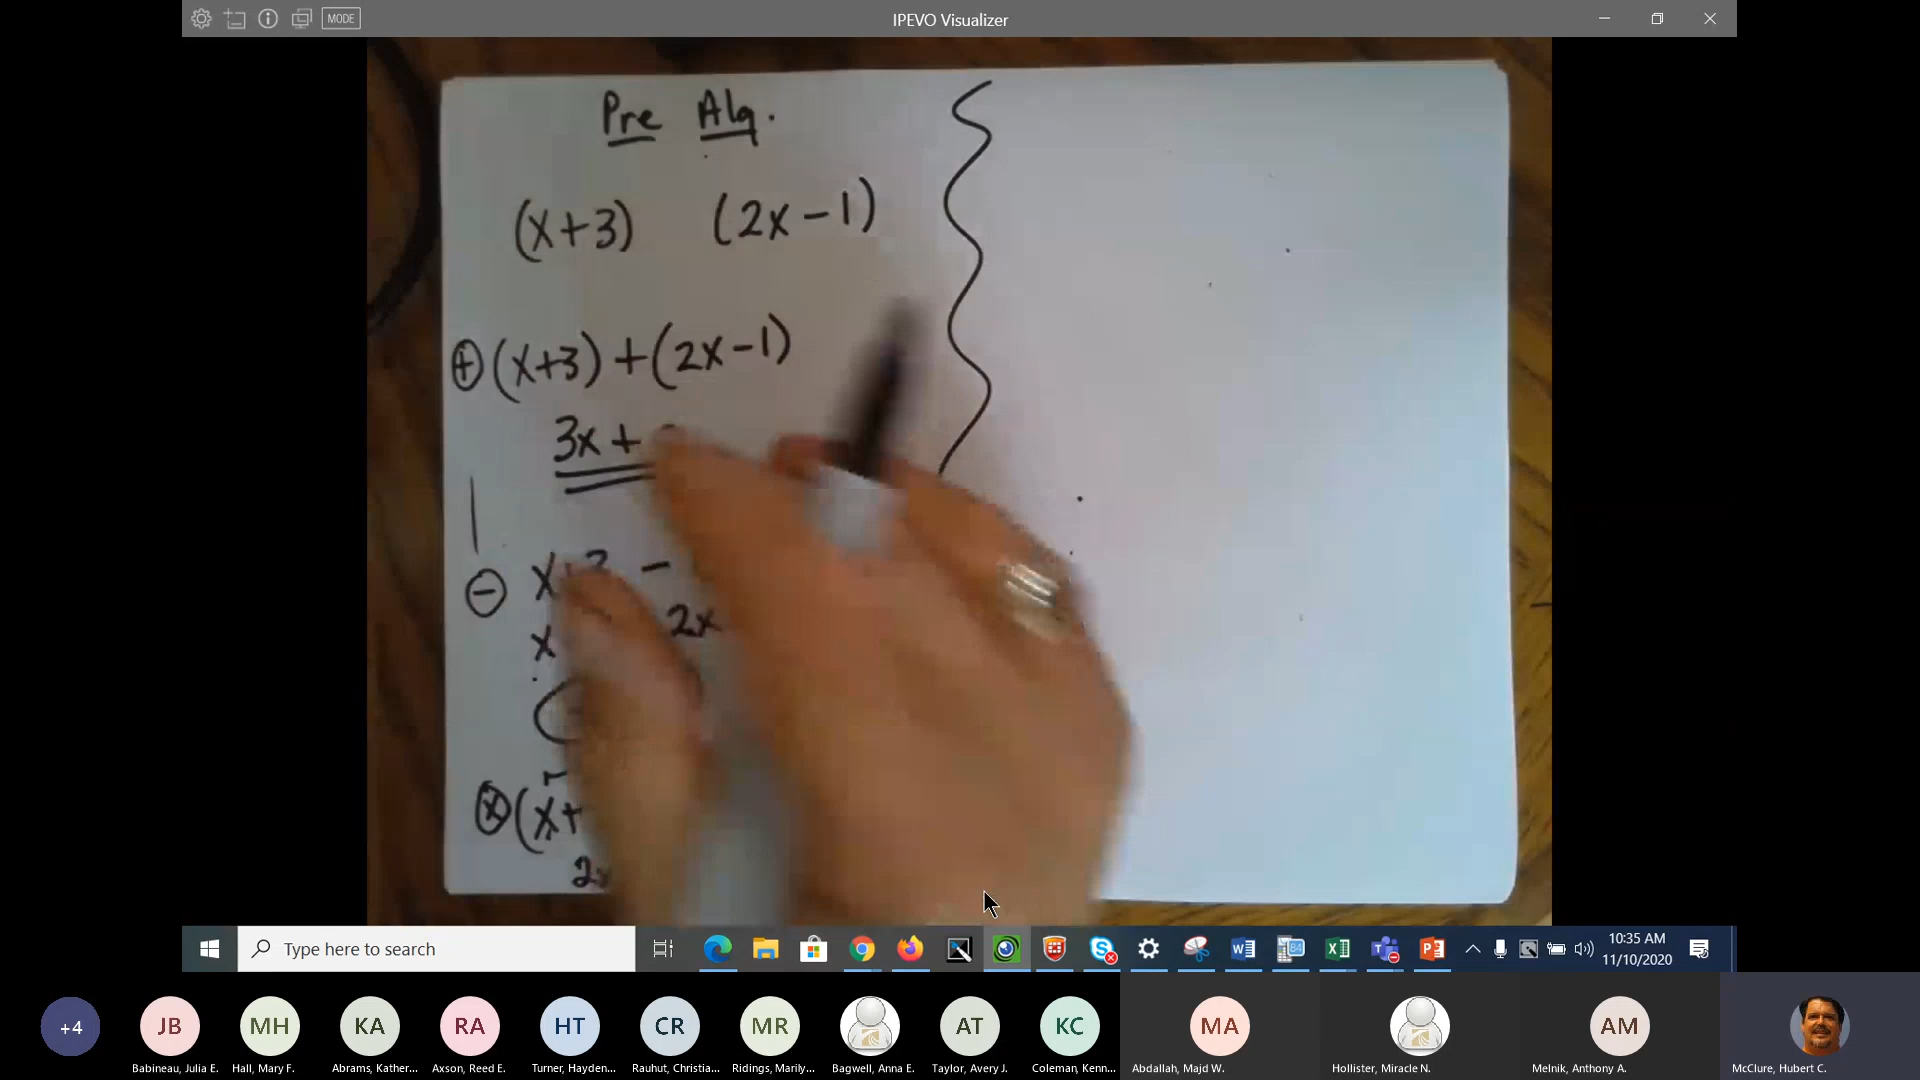 MODE
IPEVO Visualizer
Pre Alg.
(x+3) (2x-1)
+ (x+3)+(2x-1)
3x+
- x+3 -
x 2x
x (x+
Type here to search
84
10:35 AM
11/10/2020
+4
JB
MH
KA
RA
HT
CR
MR
AT
KC
MA
AM
Babineau, Julia E.
Hall, Mary F.
Abrams, Kather...
Axson, Reed E.
Turner, Hayden...
Rauhut, Christia...
Ridings, Marily...
Bagwell, Anna E.
Taylor, Avery J.
Coleman, Kenn...
Abdallah, Majd W.
Hollister, Miracle N.
Melnik, Anthony A.
McClure, Hubert C.